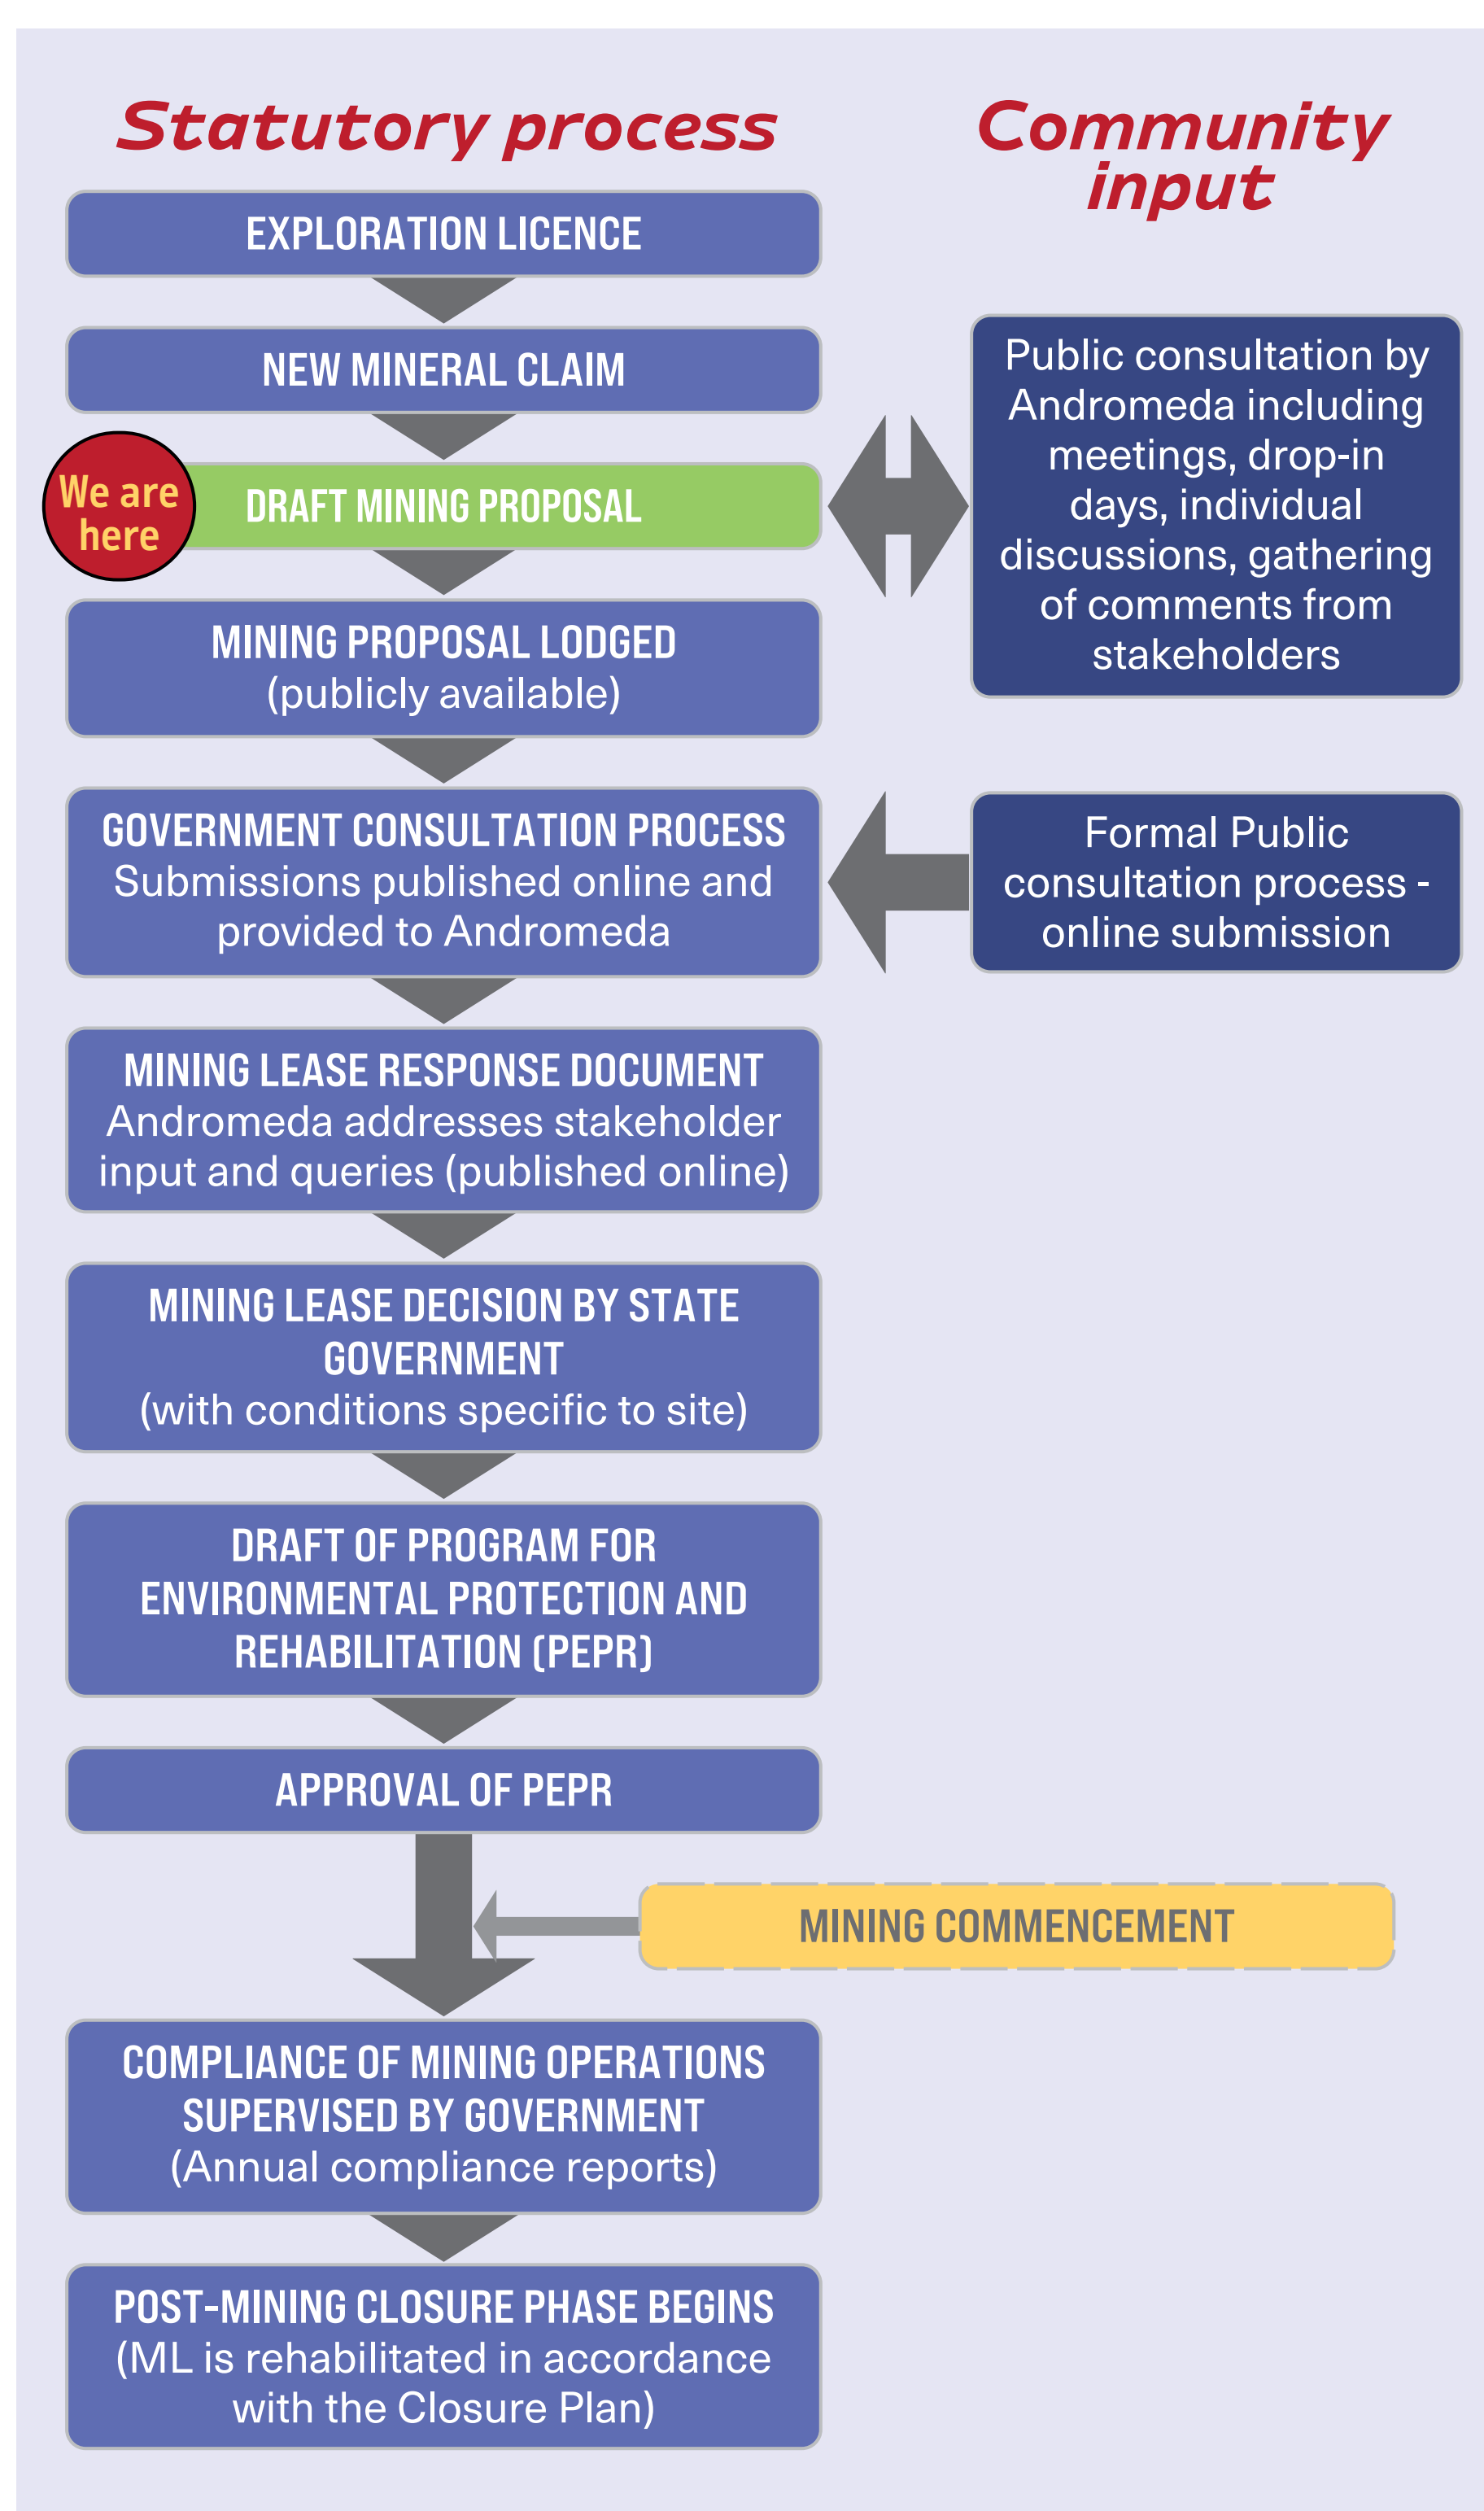 Statutory process
Community
input
EXPLORATION LICENCE
NEW MINERAL CLAIM
We are
here
DRAFT MINING PROPOSAL
Public consultation by
Andromeda including
meetings, drop-in
days, individual
discussions, gathering
of comments from
stakeholders
MINING PROPOSAL LODGED
(publicly available)
GOVERNMENT CONSULTATION PROCESS
Submissions published online and
provided to Andromeda
Formal Public
consultation process -
online submission
MINING LEASE RESPONSE DOCUMENT
Andromeda addresses stakeholder
input and queries (published online)
MINING LEASE DECISION BY STATE
GOVERNMENT
(with conditions specific to site)
DRAFT OF PROGRAM FOR
ENVIRONMENTAL PROTECTION AND
REHABILITATION (PEPR)
APPROVAL OF PEPR
MINING COMMENCEMENT
COMPLIANCE OF MINING OPERATIONS
SUPERVISED BY GOVERNMENT
(Annual compliance reports)
POST-MINING CLOSURE PHASE BEGINS
(ML is rehabilitated in accordance
with the Closure Plan)